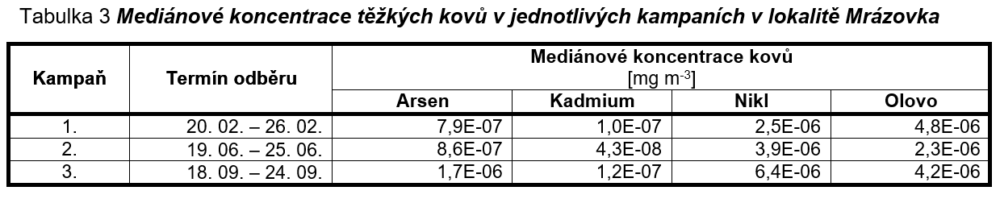 Tabulka 3 Mediánové koncentrace těžkých kovů v jednotlivých kampaních v lokalitě Mrázovka
Kampaň Termín odběru Mediánové koncentrace kovů
[mg m-3]
Arsen Kadmium Nikl Olovo
1. 20. 02. – 26. 02. 7,9E-07 1,0E-07 2,5E-06 4,8E-06
2. 19. 06. – 25. 06. 8,6E-07 4,3E-08 3,9E-06 2,3E-06
3. 18. 09. – 24. 09. 1,7E-06 1,2E-07 6,4E-06 4,2E-06